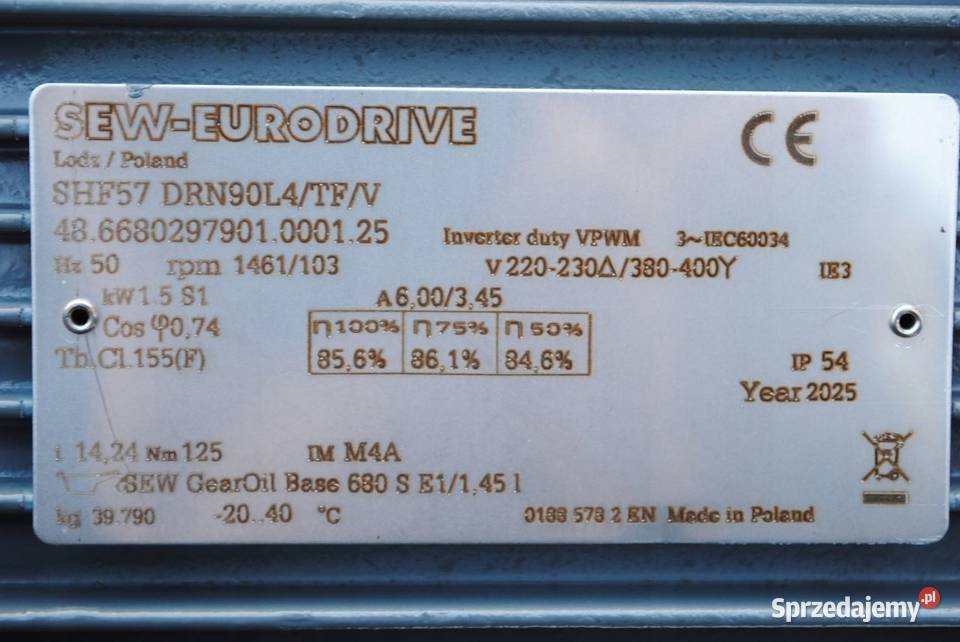 SEW-EURODRIVE
CE
Lodz / Poland
SHF57 DRN90L4/TF/V
48.6680297901.0001.25 Inverter duty VPWM 3~IEC60034
Hz 50 rpm 1461/103 V 220-230Δ/380-400Y IE3
kW 1.5 S1 A 6,00/3,45
Cos φ0,74 η100% η75% η50%
Th.Cl.155(F) 85,6% 86,1% 84,6% IP 54
Year 2025
i 14,24 Nm 125 IM M4A
SEW GearOil Base 680 S E1/1,45 l
kg 39.790 -20..40 °C 0188 578 2 EN Made in Poland
Sprzedajemy.pl